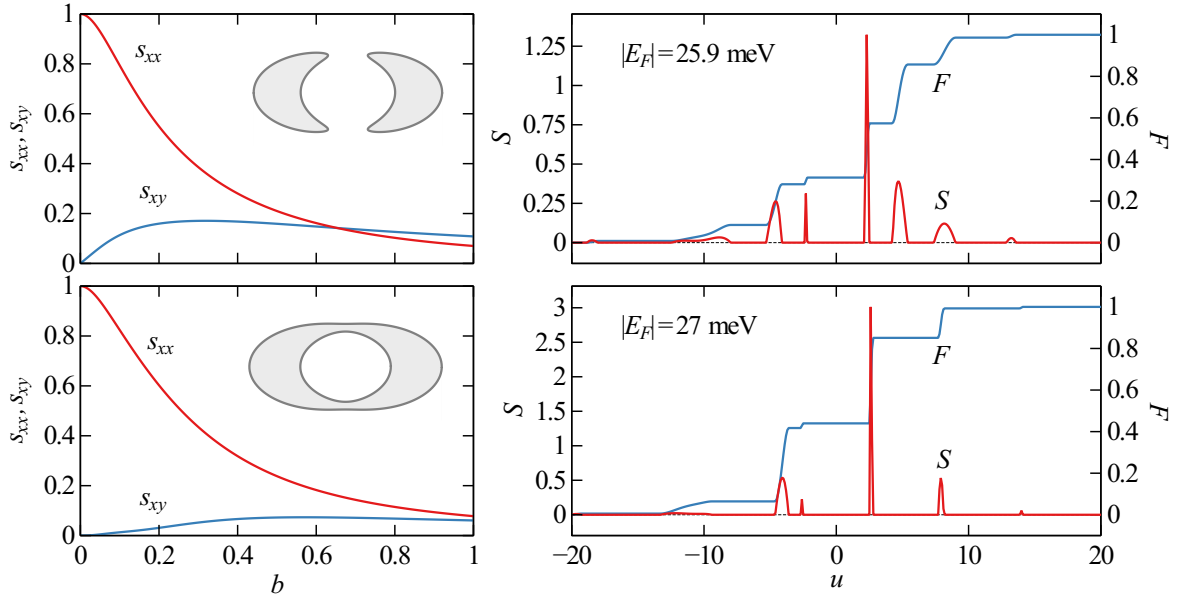 s_xx, s_xy
1
0.8
0.6
0.4
0.2
0
s_xx
s_xy
S
1.25
1
0.75
0.5
0.25
0
|E_F| = 25.9 meV
F
S
1
0.8
0.6
0.4
0.2
0
F
s_xx, s_xy
1
0.8
0.6
0.4
0.2
0
s_xx
s_xy
0 0.2 0.4 0.6 0.8 1
b
S
3
2.5
2
1.5
1
0.5
0
|E_F| = 27 meV
F
S
1
0.8
0.6
0.4
0.2
0
F
−20 −10 0 10 20
u